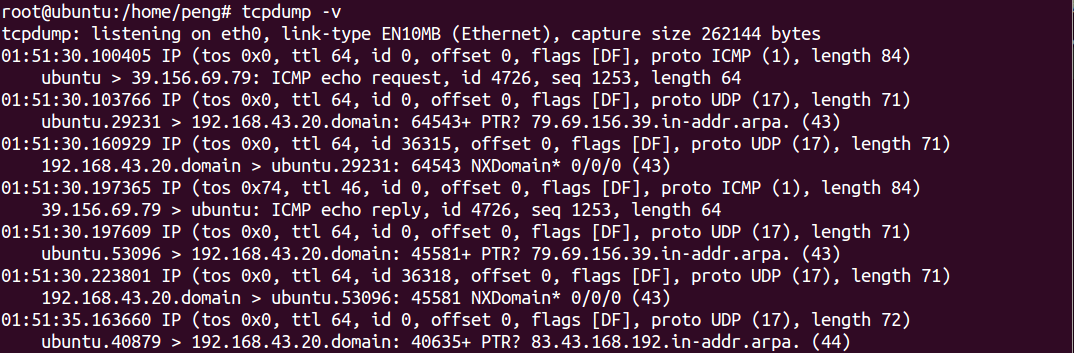 root@ubuntu:/home/peng# tcpdump -v
tcpdump: listening on eth0, link-type EN10MB (Ethernet), capture size 262144 bytes
01:51:30.100405 IP (tos 0x0, ttl 64, id 0, offset 0, flags [DF], proto ICMP (1), length 84)
    ubuntu > 39.156.69.79: ICMP echo request, id 4726, seq 1253, length 64
01:51:30.103766 IP (tos 0x0, ttl 64, id 0, offset 0, flags [DF], proto UDP (17), length 71)
    ubuntu.29231 > 192.168.43.20.domain: 64543+ PTR? 79.69.156.39.in-addr.arpa. (43)
01:51:30.160929 IP (tos 0x0, ttl 64, id 36315, offset 0, flags [DF], proto UDP (17), length 71)
    192.168.43.20.domain > ubuntu.29231: 64543 NXDomain* 0/0/0 (43)
01:51:30.197365 IP (tos 0x74, ttl 46, id 0, offset 0, flags [DF], proto ICMP (1), length 84)
    39.156.69.79 > ubuntu: ICMP echo reply, id 4726, seq 1253, length 64
01:51:30.197609 IP (tos 0x0, ttl 64, id 0, offset 0, flags [DF], proto UDP (17), length 71)
    ubuntu.53096 > 192.168.43.20.domain: 45581+ PTR? 79.69.156.39.in-addr.arpa. (43)
01:51:30.223801 IP (tos 0x0, ttl 64, id 36318, offset 0, flags [DF], proto UDP (17), length 71)
    192.168.43.20.domain > ubuntu.53096: 45581 NXDomain* 0/0/0 (43)
01:51:35.163660 IP (tos 0x0, ttl 64, id 0, offset 0, flags [DF], proto UDP (17), length 72)
    ubuntu.40879 > 192.168.43.20.domain: 40635+ PTR? 83.43.168.192.in-addr.arpa. (44)